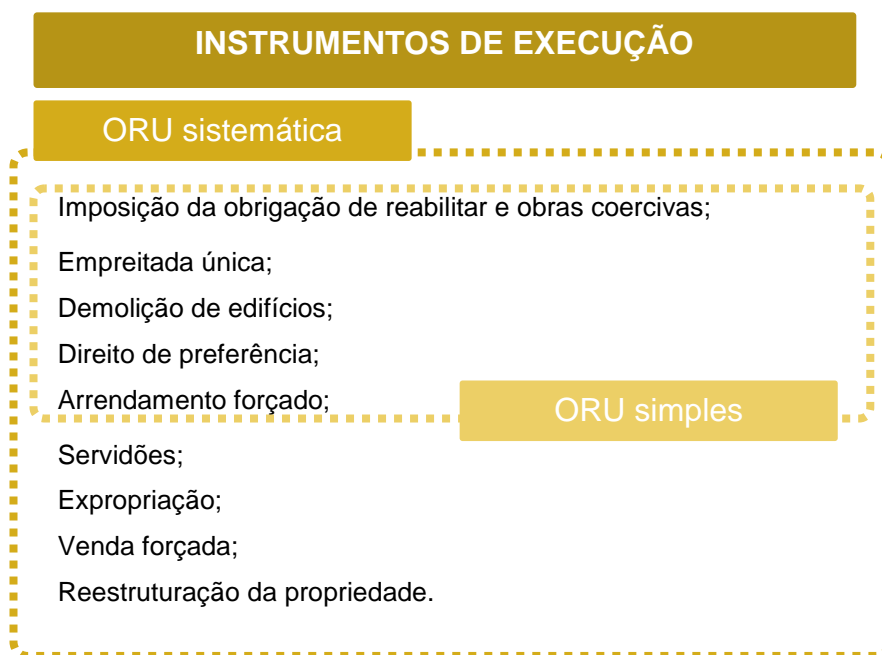 INSTRUMENTOS DE EXECUÇÃO
ORU sistemática
Imposição da obrigação de reabilitar e obras coercivas;
Empreitada única;
Demolição de edifícios;
Direito de preferência;
Arrendamento forçado;
ORU simples
Servidões;
Expropriação;
Venda forçada;
Reestruturação da propriedade.